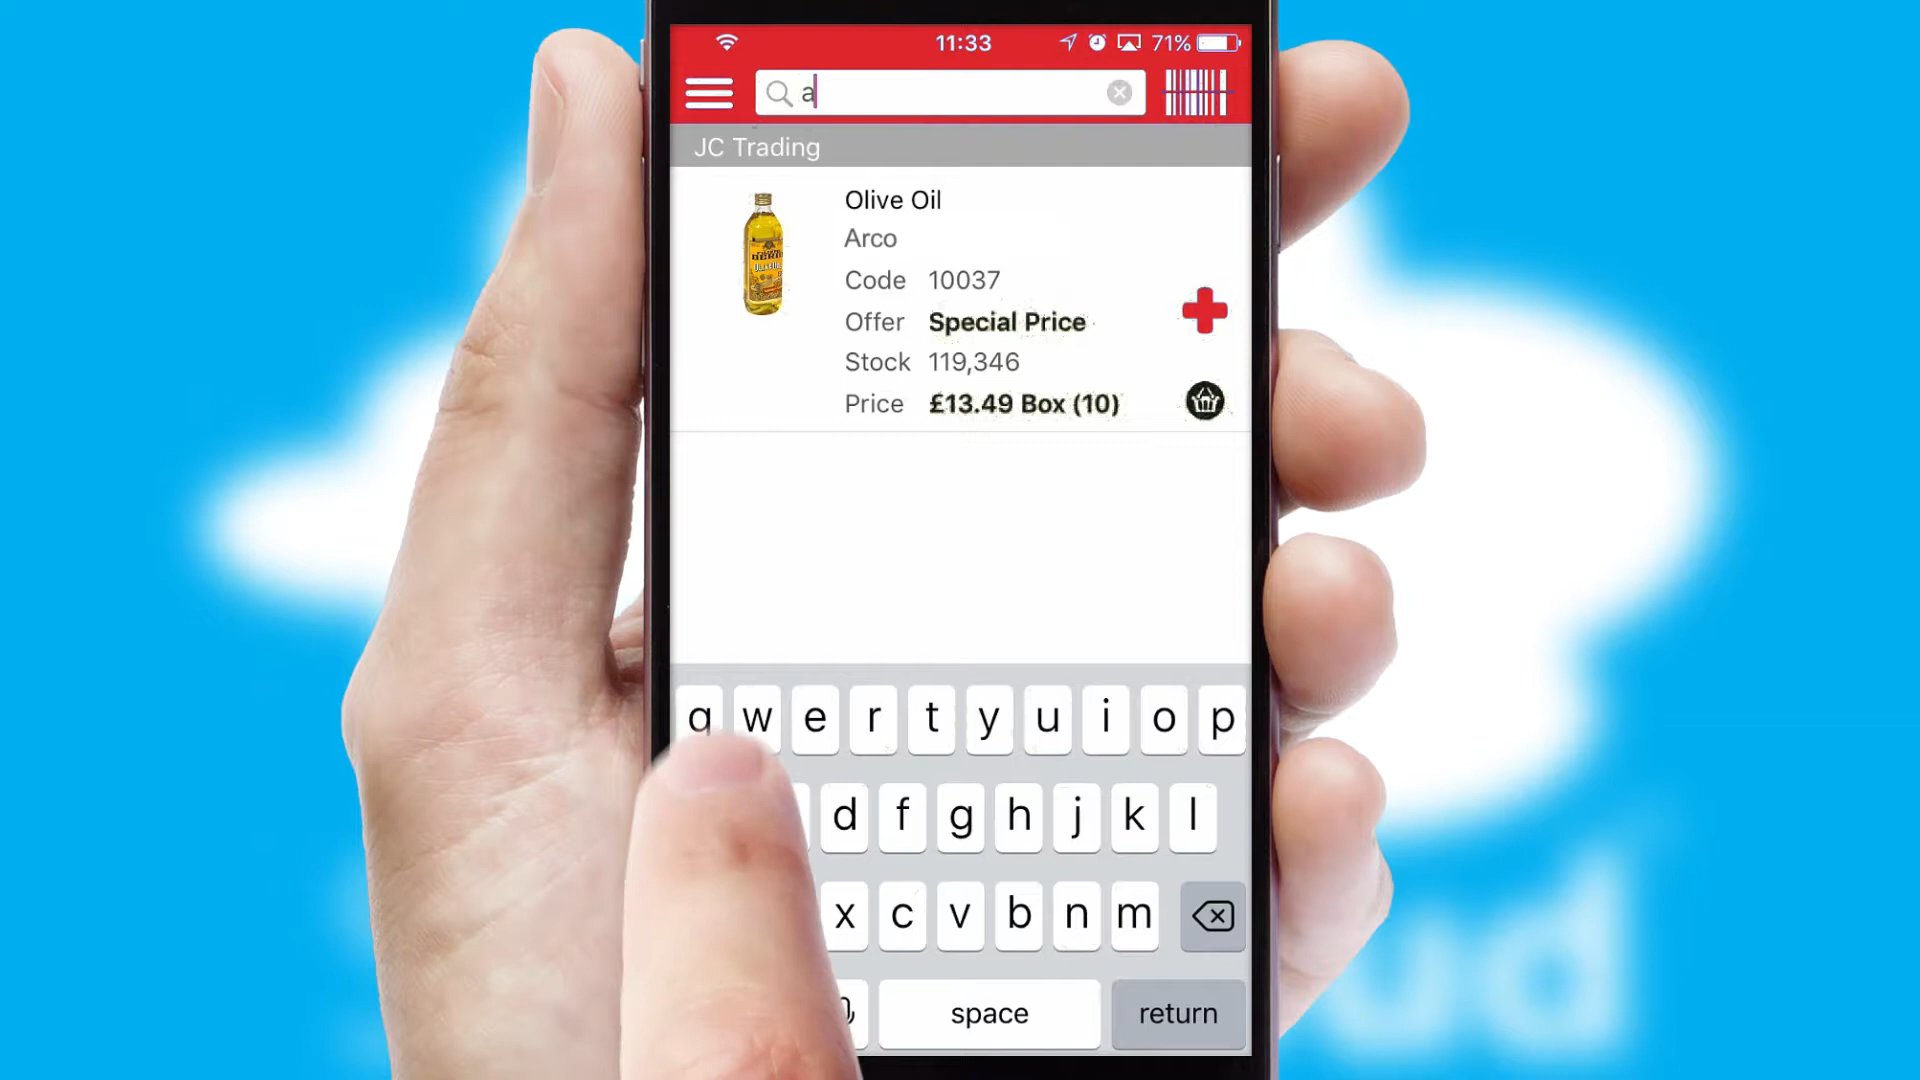 11:33
71%
a
JC Trading
Olive Oil
Arco
Code 10037
Offer Special Price
Stock 119,346
Price £13.49 Box (10)
q w e r t y u i o p
d f g h j k l
x c v b n m
space return
ud